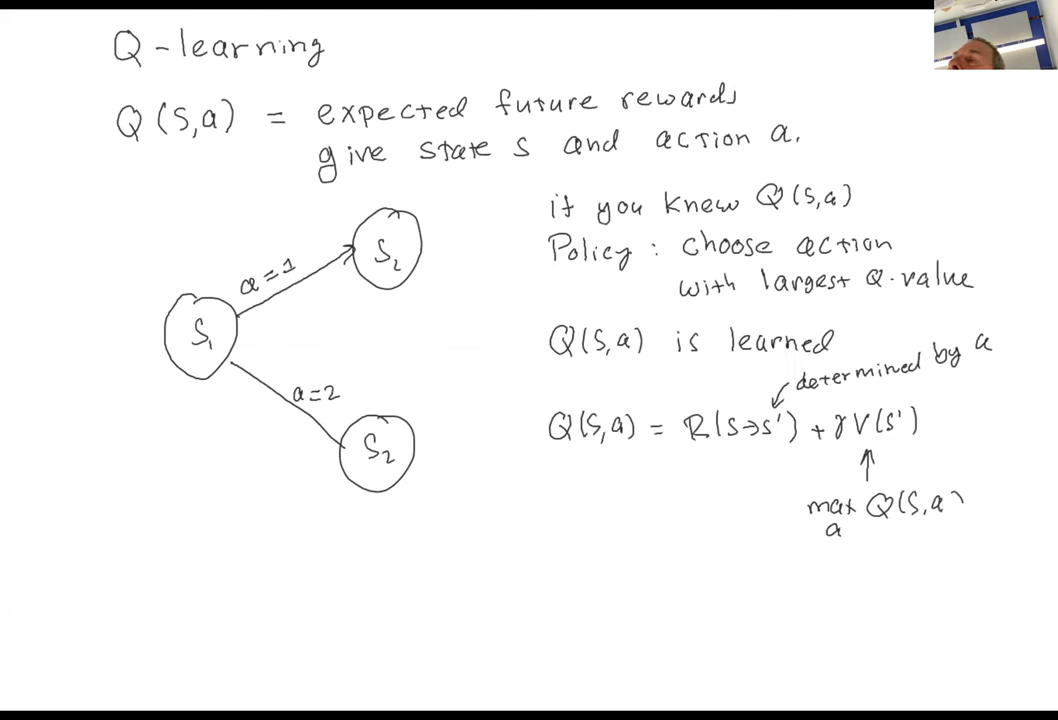 Q-learning
Q(S,a) = expected future rewards
give state s and action a.
S₂
a=1
S₁
a=2
S₂
if you knew Q(S,a)
Policy: choose action
with largest Q-value
Q(S,a) is learned
determined by a
Q(S,a) = R(s→s') + γV(s')
↑
max Q(S,a)
a